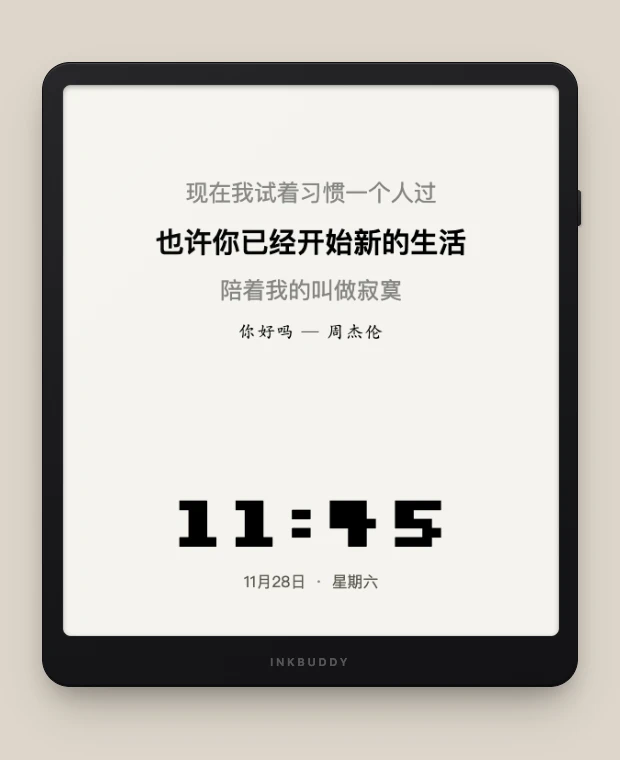 现在我试着习惯一个人过
也许你已经开始新的生活
陪着我的叫做寂寞
你好吗 — 周杰伦
11:45
11月28日 · 星期六
INKBUDDY